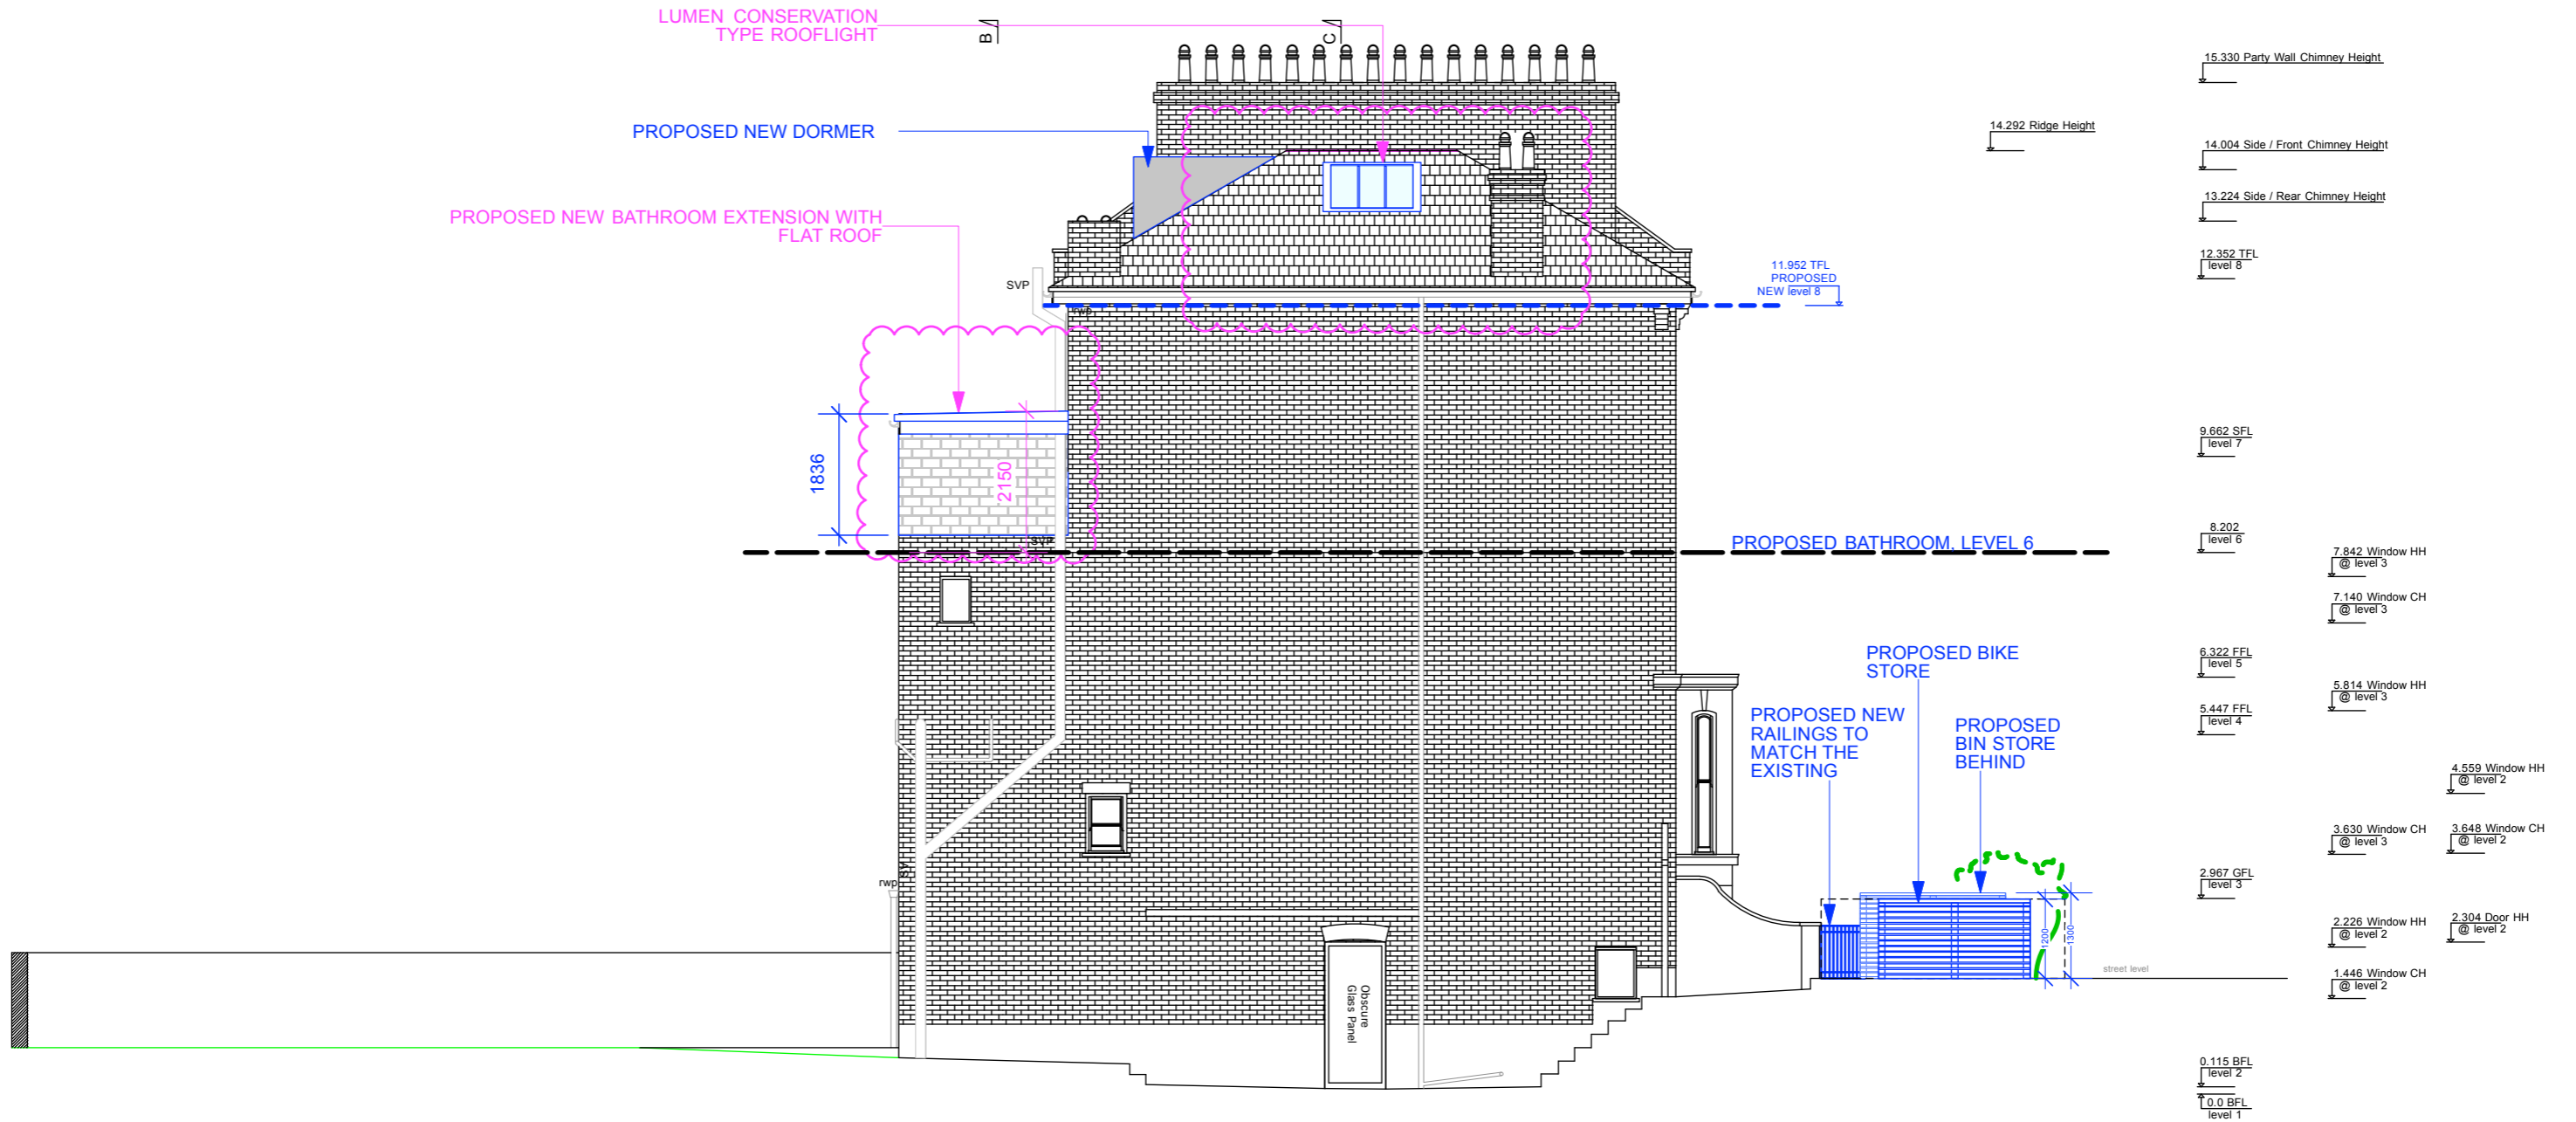 LUMEN CONSERVATION
TYPE ROOFLIGHT
B
C
PROPOSED NEW DORMER
PROPOSED NEW BATHROOM EXTENSION WITH
FLAT ROOF
SVP
rwp
11.952 TFL
PROPOSED
NEW level 8
1836
2150
SVP
PROPOSED BATHROOM, LEVEL 6
PROPOSED BIKE
STORE
PROPOSED NEW
RAILINGS TO
MATCH THE
EXISTING
PROPOSED
BIN STORE
BEHIND
rwp
Obscure
Glass Panel
1200
1300
street level
15.330 Party Wall Chimney Height
14.292 Ridge Height
14.004 Side / Front Chimney Height
13.224 Side / Rear Chimney Height
12.352 TFL
level 8
9.662 SFL
level 7
8.202
level 6
7.842 Window HH
@ level 3
7.140 Window CH
@ level 3
6.322 FFL
level 5
5.814 Window HH
@ level 3
5.447 FFL
level 4
4.559 Window HH
@ level 2
3.630 Window CH
@ level 3
3.648 Window CH
@ level 2
2.967 GFL
level 3
2.226 Window HH
@ level 2
2.304 Door HH
@ level 2
1.446 Window CH
@ level 2
0.115 BFL
level 2
0.0 BFL
level 1